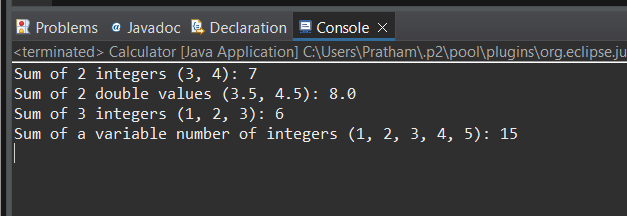 Problems @ Javadoc Declaration Console
<terminated> Calculator [Java Application] C:\Users\Pratham\.p2\pool\plugins\org.eclipse.ju
Sum of 2 integers (3, 4): 7
Sum of 2 double values (3.5, 4.5): 8.0
Sum of 3 integers (1, 2, 3): 6
Sum of a variable number of integers (1, 2, 3, 4, 5): 15